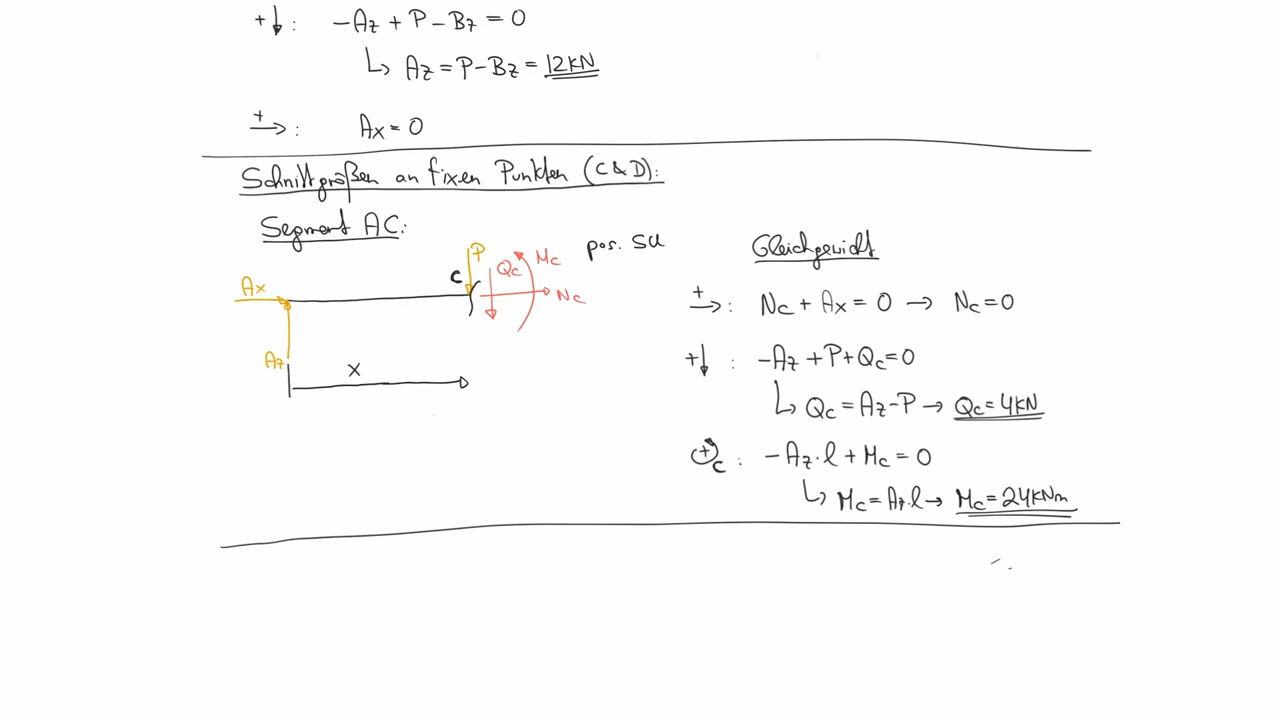 +↓: -Az + P - Bz = 0
↳ Az = P - Bz = 12kN
+→: Ax = 0
Schnittgrößen an fixen Punkten (C & D):
Segment AC:
pos. SU
Gleichgewicht
Ax
Az
x
C
P
Qc
Mc
Nc
+→: Nc + Ax = 0 → Nc = 0
+↓: -Az + P + Qc = 0
↳ Qc = Az - P → Qc = 4kN
+ c: -Az·l + Mc = 0
↳ Mc = Az·l → Mc = 24kNm